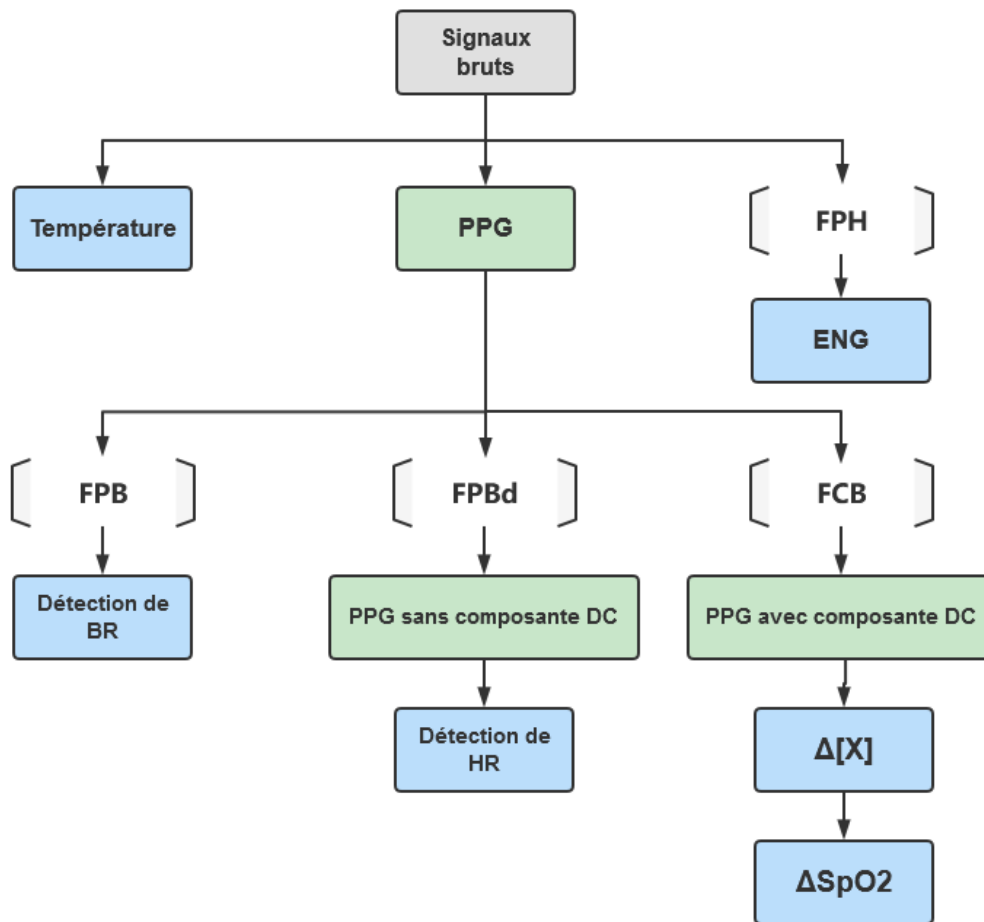 Signaux
bruts
Température
PPG
FPH
ENG
FPB
FPBd
FCB
Détection de
BR
PPG sans composante DC
PPG avec composante DC
Détection de
HR
Δ[X]
ΔSpO2